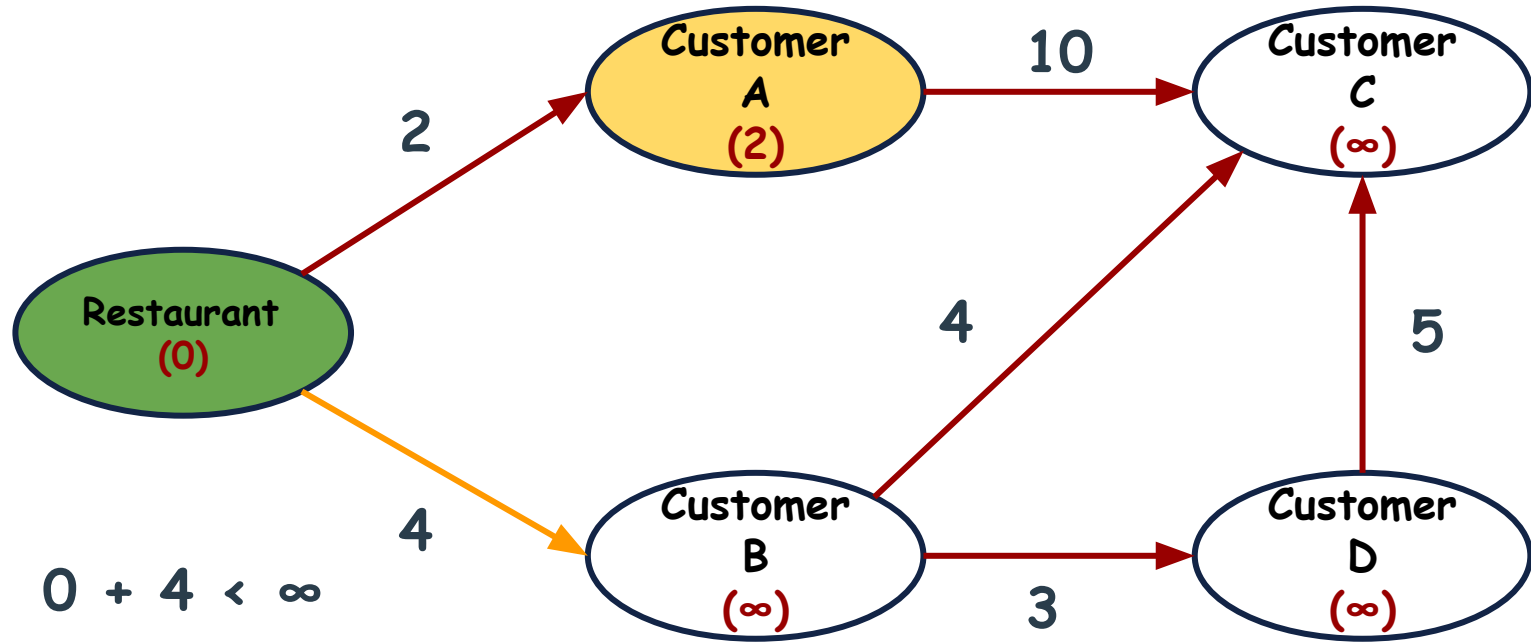 Customer
A
(2)
10
Customer
C
(∞)
2
Restaurant
(0)
4
5
4
0 + 4 < ∞
Customer
B
(∞)
3
Customer
D
(∞)